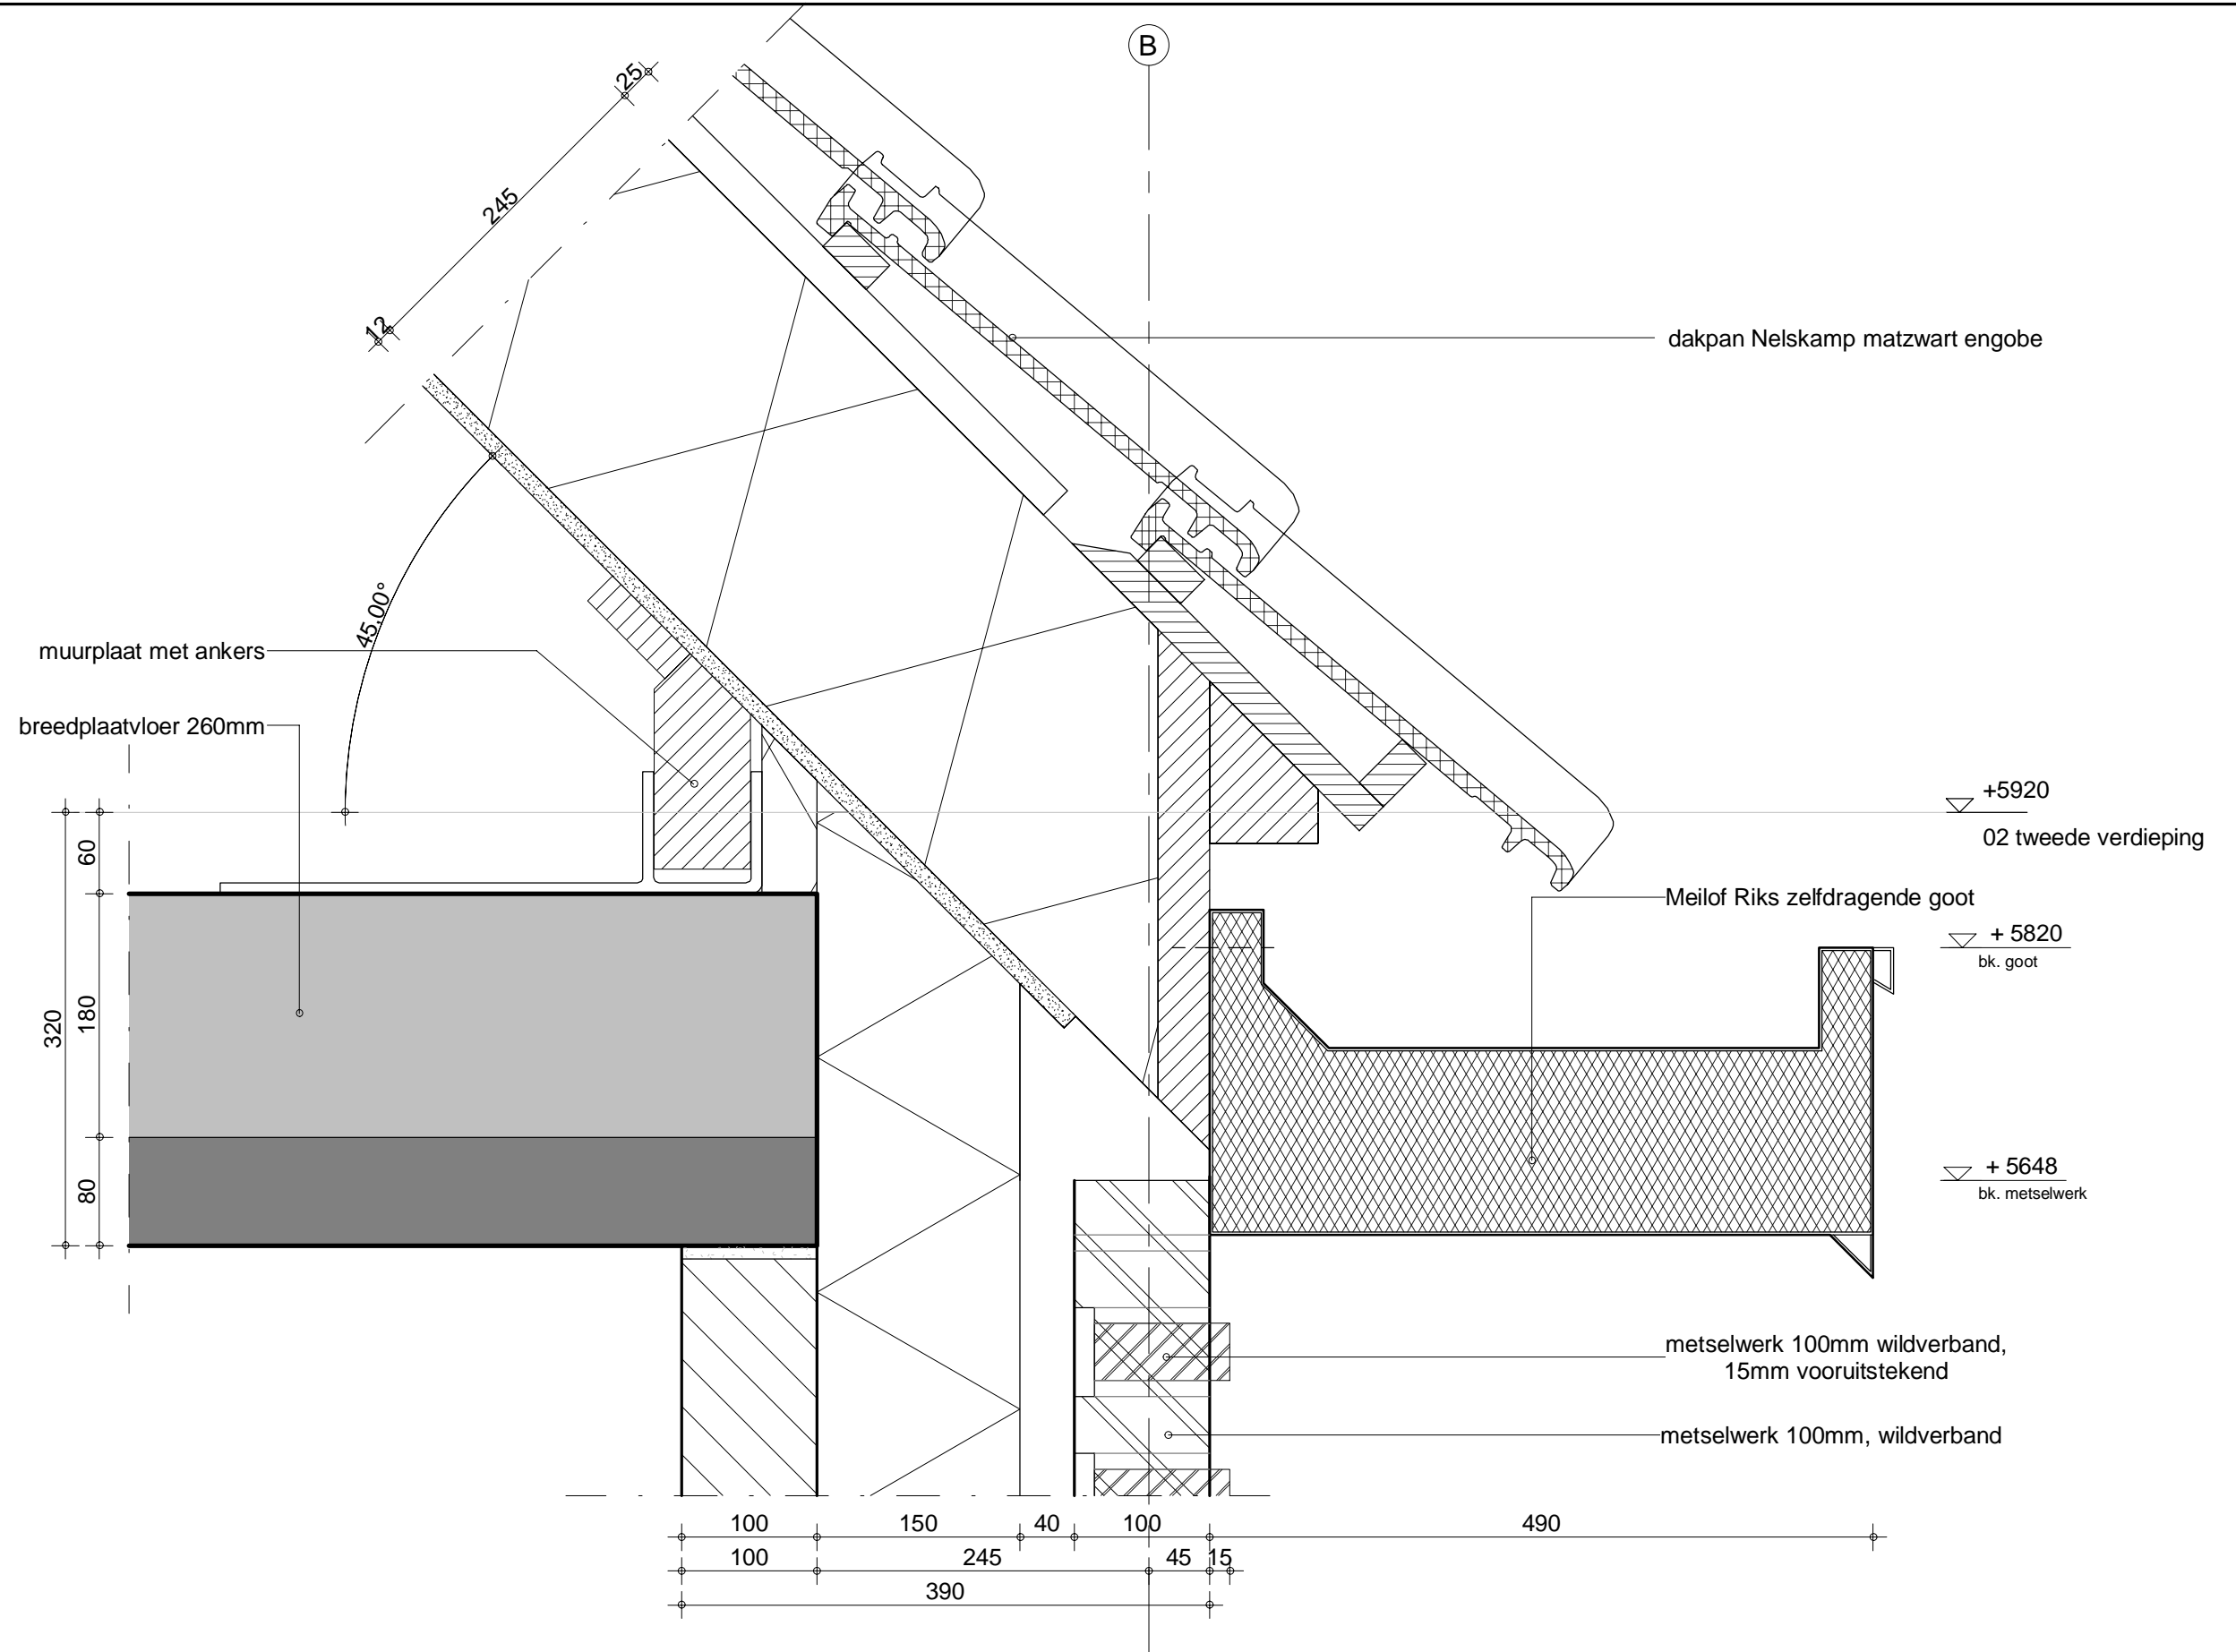 B
25
245
12
dakpan Nelskamp matzwart engobe
45,00°
muurplaat met ankers
breedplaatvloer 260mm
+5920
02 tweede verdieping
60
Meilof Riks zelfdragende goot
+ 5820
bk. goot
180
320
+ 5648
bk. metselwerk
80
metselwerk 100mm wildverband,
15mm vooruitstekend
metselwerk 100mm, wildverband
100 150 40 100 490
100 245 45 15
390